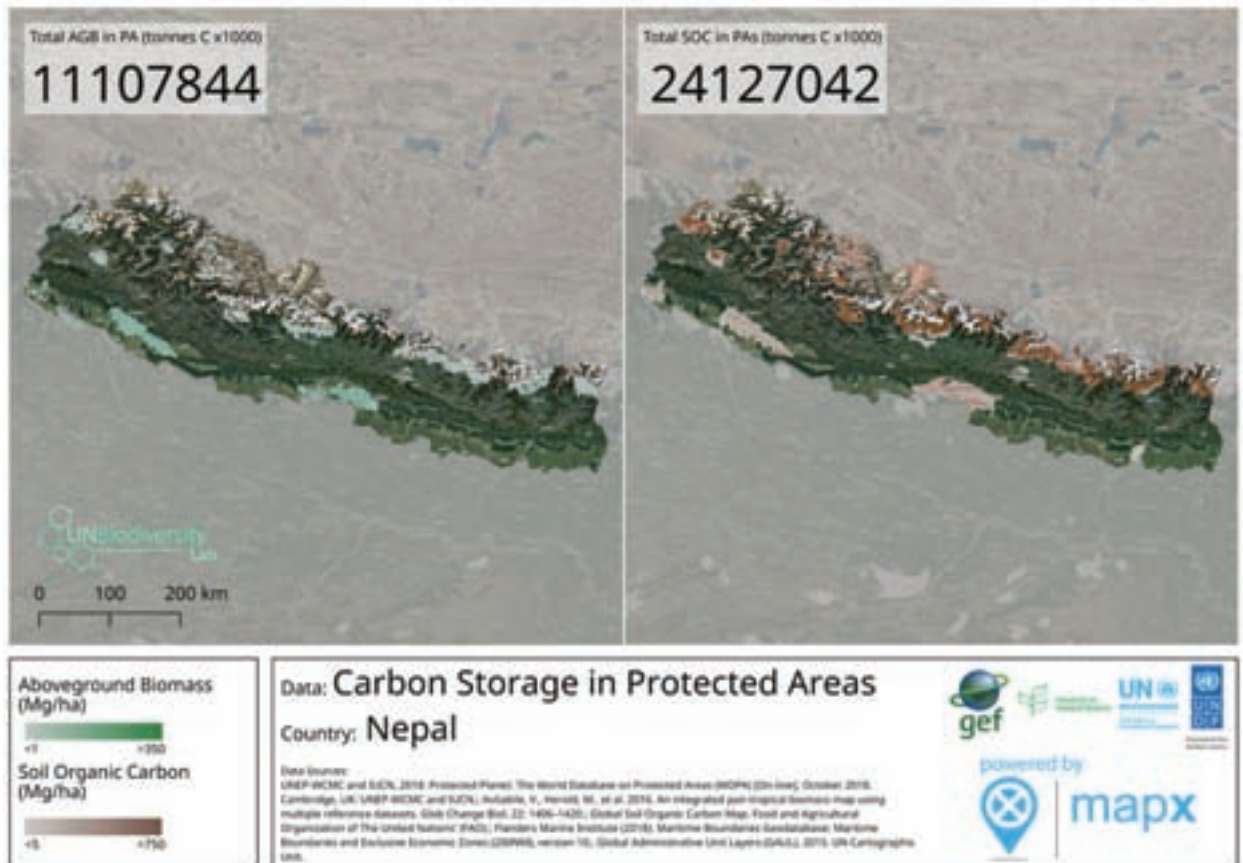 Total AGB in PA (tonnes C x1000)
11107844
Total SOC in PAs (tonnes C x1000)
24127042
UNBiodiversity
Lab
0 100 200 km
Aboveground Biomass
(Mg/ha)
<1 >350
Soil Organic Carbon
(Mg/ha)
<5 >750
Data: Carbon Storage in Protected Areas
Country: Nepal
Data Sources:
UNEP-WCMC and IUCN, 2018. Protected Planet: The World Database on Protected Areas (WDPA) [On-line], October 2018.
Cambridge, UK: UNEP-WCMC and IUCN.; Avitabile, V., Herold, M., et al. 2016. An integrated pan-tropical biomass map using
multiple reference datasets. Glob Change Biol. 22: 1406–1420.; Global Soil Organic Carbon Map. Food and Agricultural
Organization of The United Nations (FAO).; Flanders Marine Institute (2018). Maritime Boundaries Geodatabase: Maritime
Boundaries and Exclusive Economic Zones (200NM), version 10.; Global Administrative Unit Layers (GAUL), 2015. UN Cartographic
Unit.
gef
UN
UN
DP
powered by
mapx